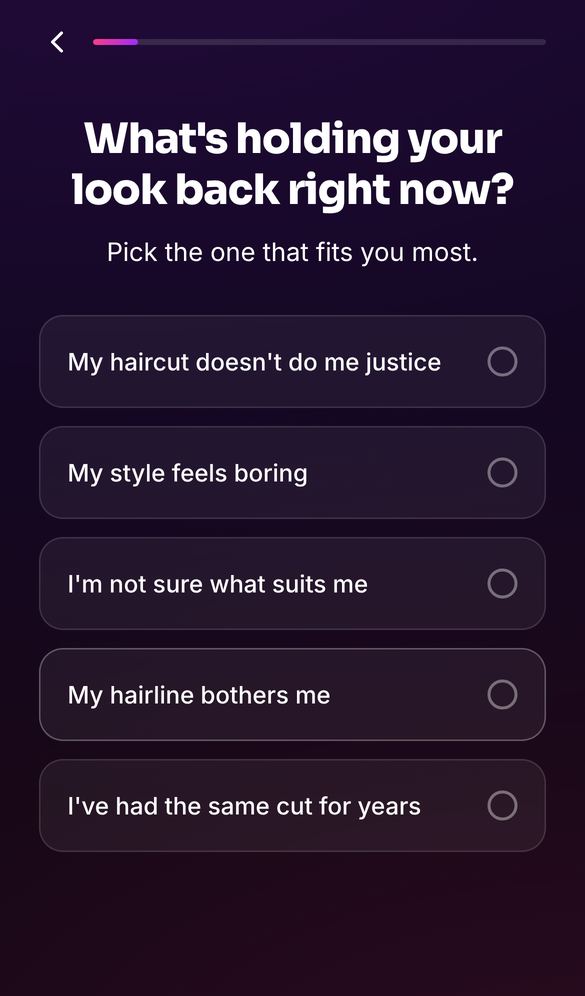 What's holding your
look back right now?
Pick the one that fits you most.
My haircut doesn't do me justice
My style feels boring
I'm not sure what suits me
My hairline bothers me
I've had the same cut for years